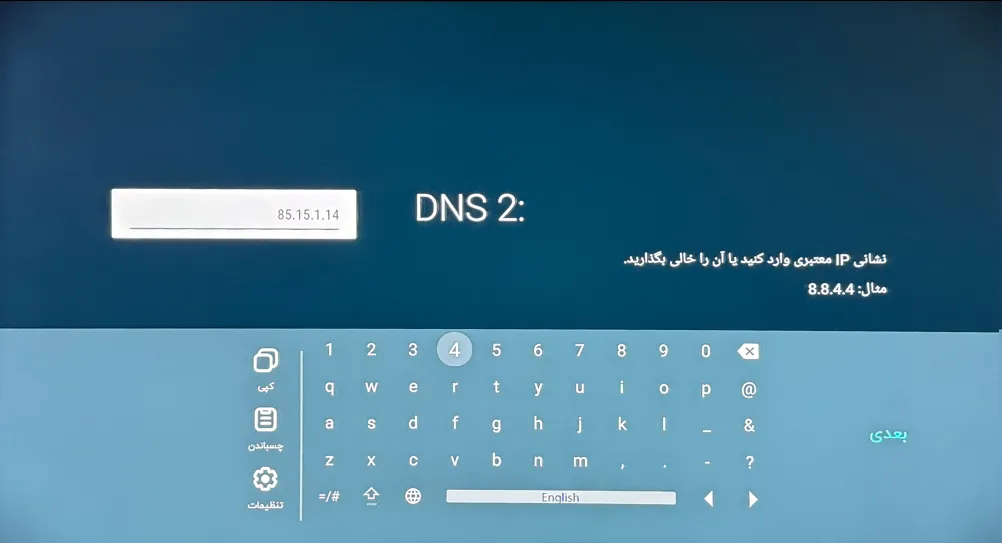 85.15.1.14
DNS 2:
نشانی IP معتبری وارد کنید یا آن را خالی بگذارید.
مثال: 8.8.4.4
1 2 3 4 5 6 7 8 9 0
q w e r t y u i o p @
a s d f g h j k l _ &
z x c v b n m , . - ?
=/# English
کپی
چسباندن
تنظیمات
بعدی